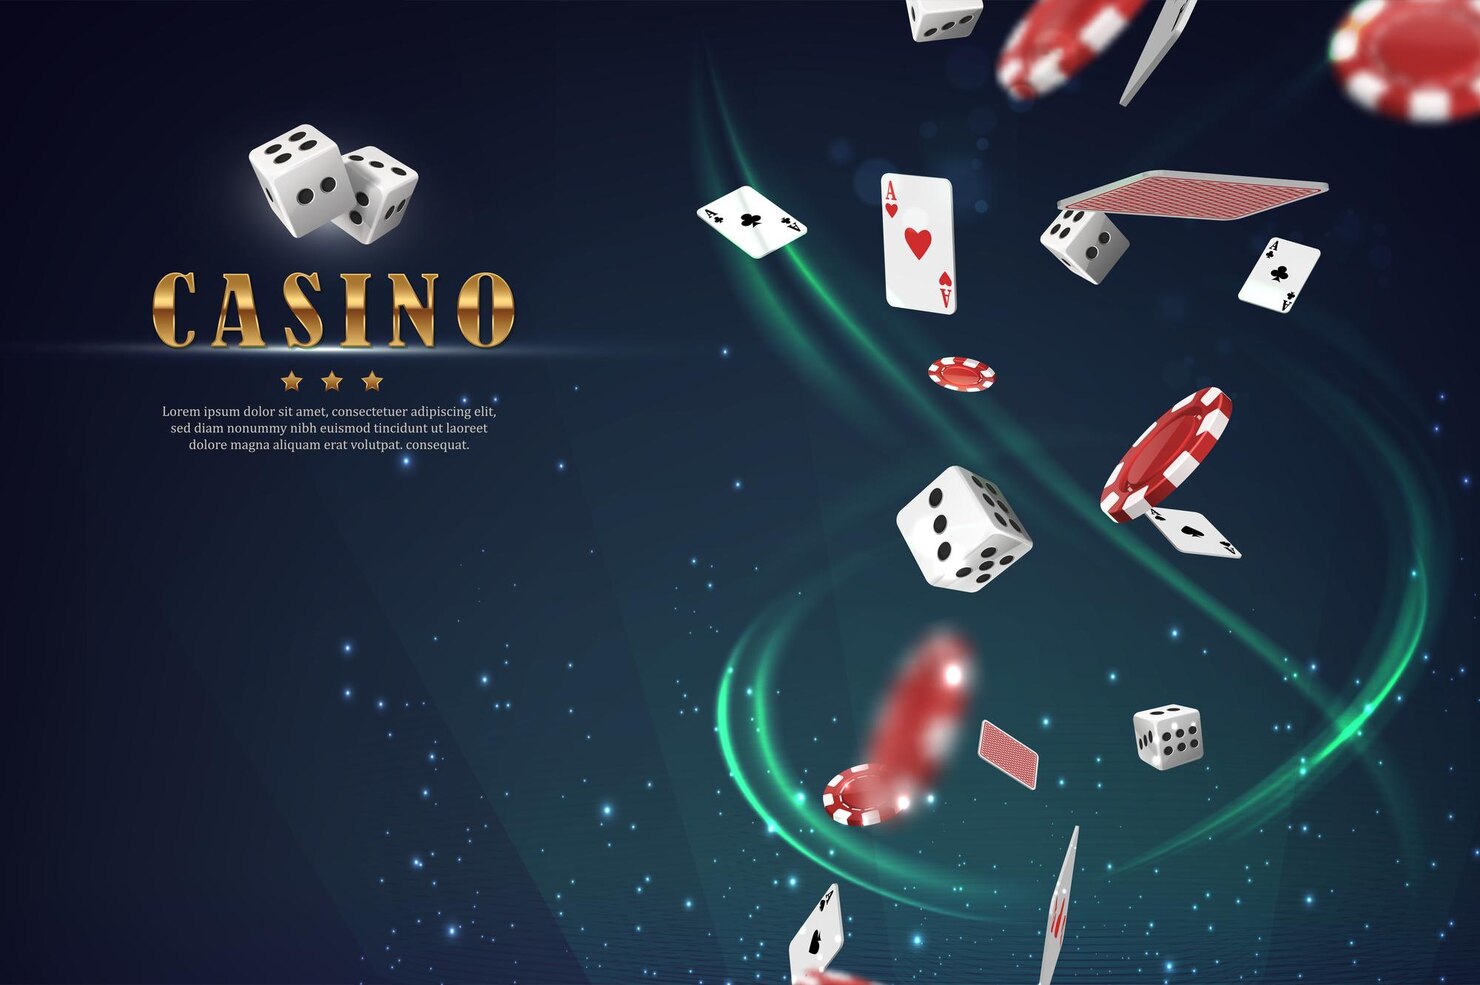 CASINO
Lorem ipsum dolor sit amet, consectetuer adipiscing elit,
sed diam nonummy nibh euismod tincidunt ut laoreet
dolore magna aliquam erat volutpat. consequat.
A
A
A
A
A
A
A
A
A